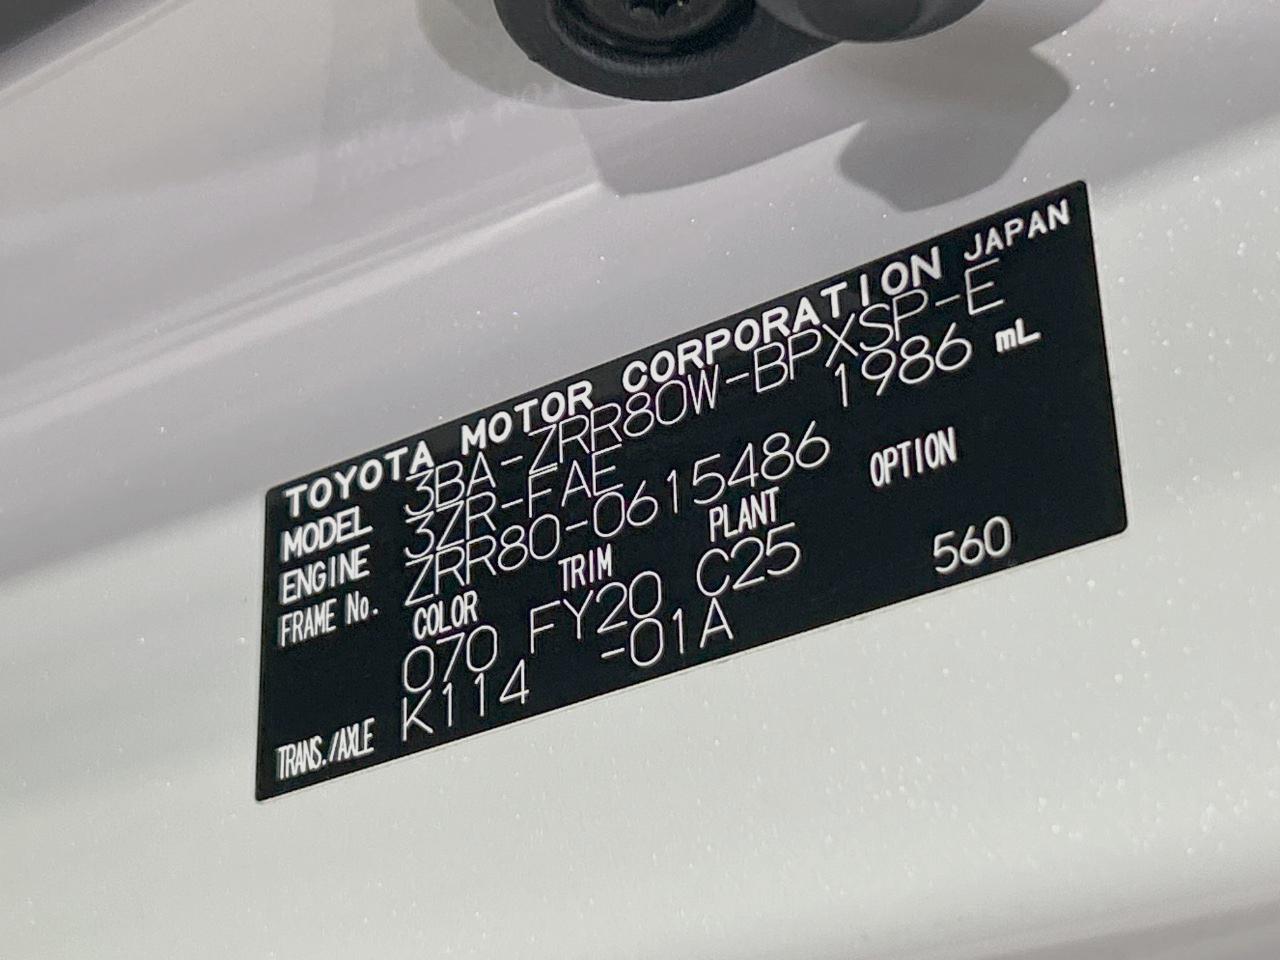 TOYOTA MOTOR CORPORATION JAPAN
MODEL 3BA-ZRR80W-BPXSP-E
ENGINE 3ZR-FAE 1986 mL
FRAME No. ZRR80-0615486
COLOR TRIM PLANT OPTION
070 FY20 C25 560
TRANS./AXLE K114 -01A